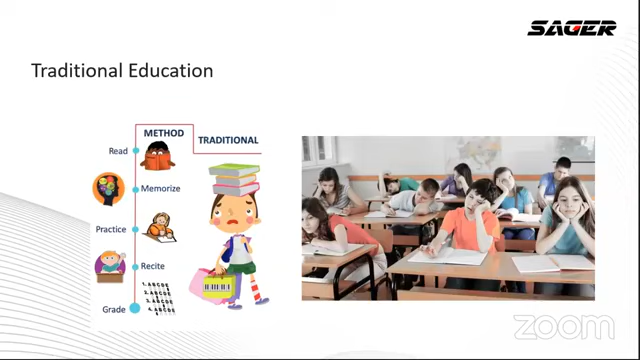 SAGER
Traditional Education
METHOD
TRADITIONAL
Read
Memorize
Practice
Recite
Grade
zoom